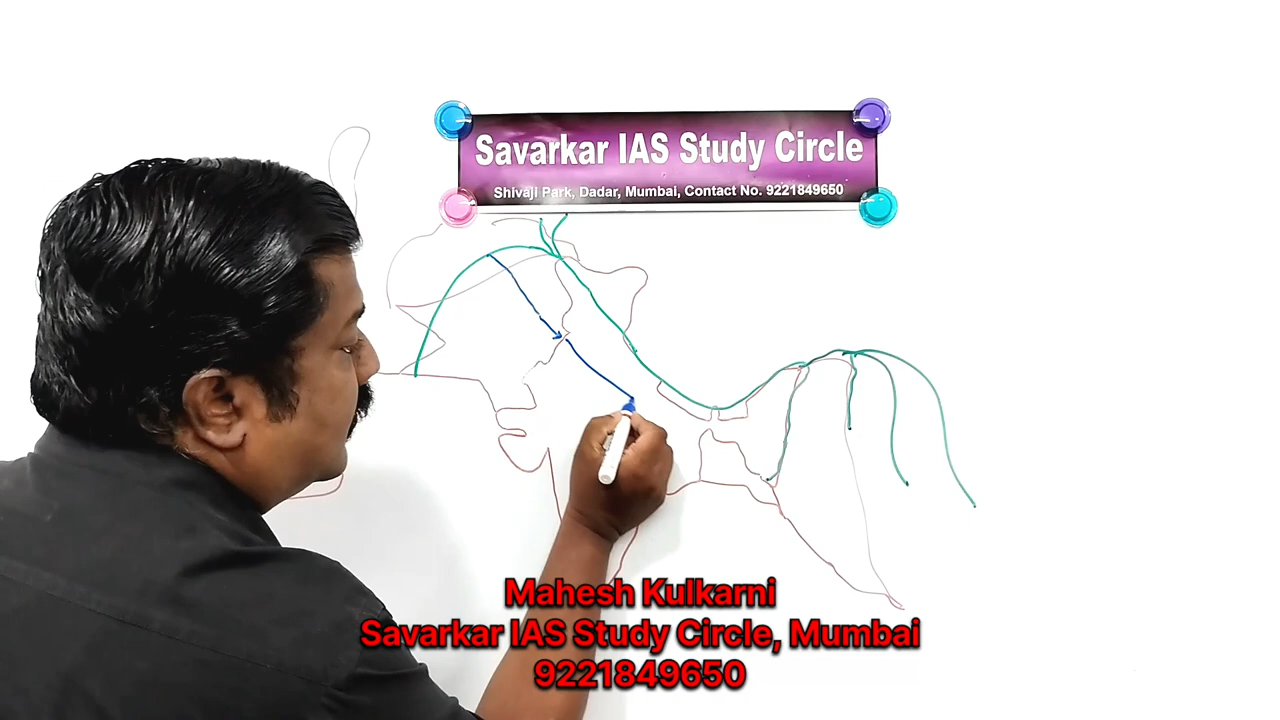 Savarkar IAS Study Circle
Shivaji Park, Dadar, Mumbai, Contact No. 9221849650
Mahesh Kulkarni
Savarkar IAS Study Circle, Mumbai
9221849650